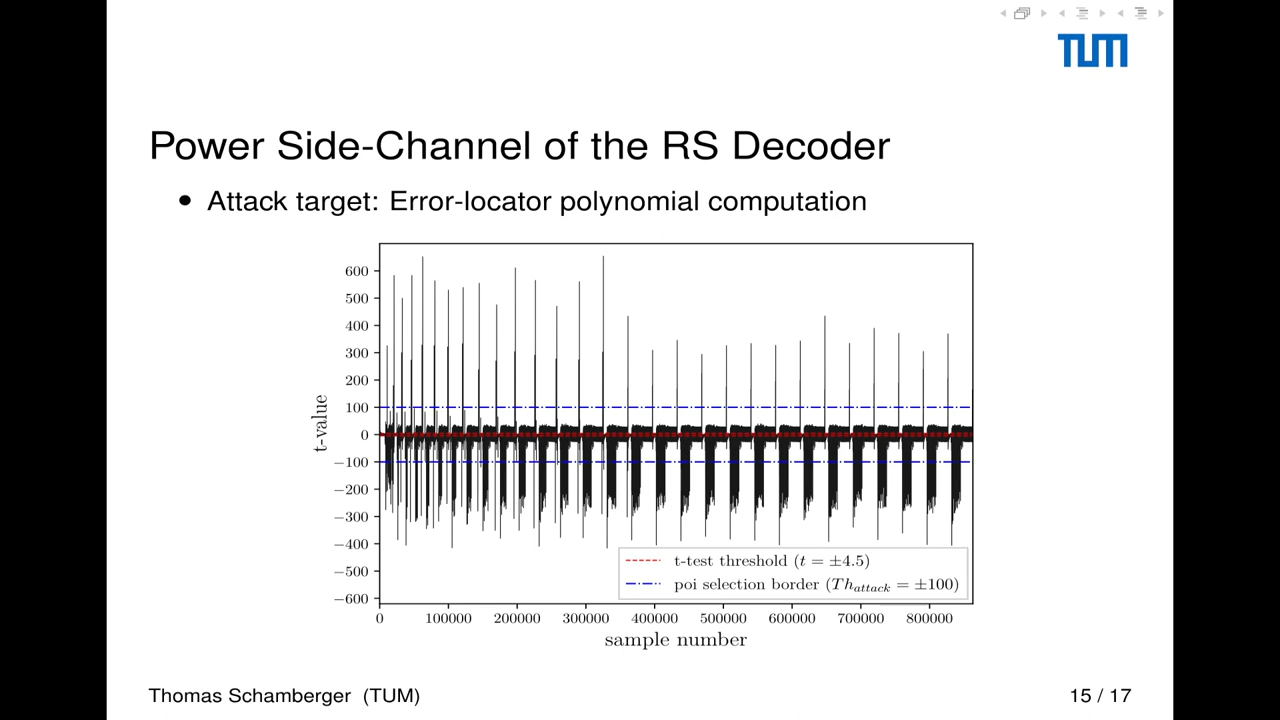 TUM
Power Side-Channel of the RS Decoder
• Attack target: Error-locator polynomial computation
600
500
400
300
200
100
0
−100
−200
−300
−400
−500
−600
t-value
t-test threshold (t = ±4.5)
poi selection border (Th_attack = ±100)
0 100000 200000 300000 400000 500000 600000 700000 800000
sample number
Thomas Schamberger (TUM) 15 / 17